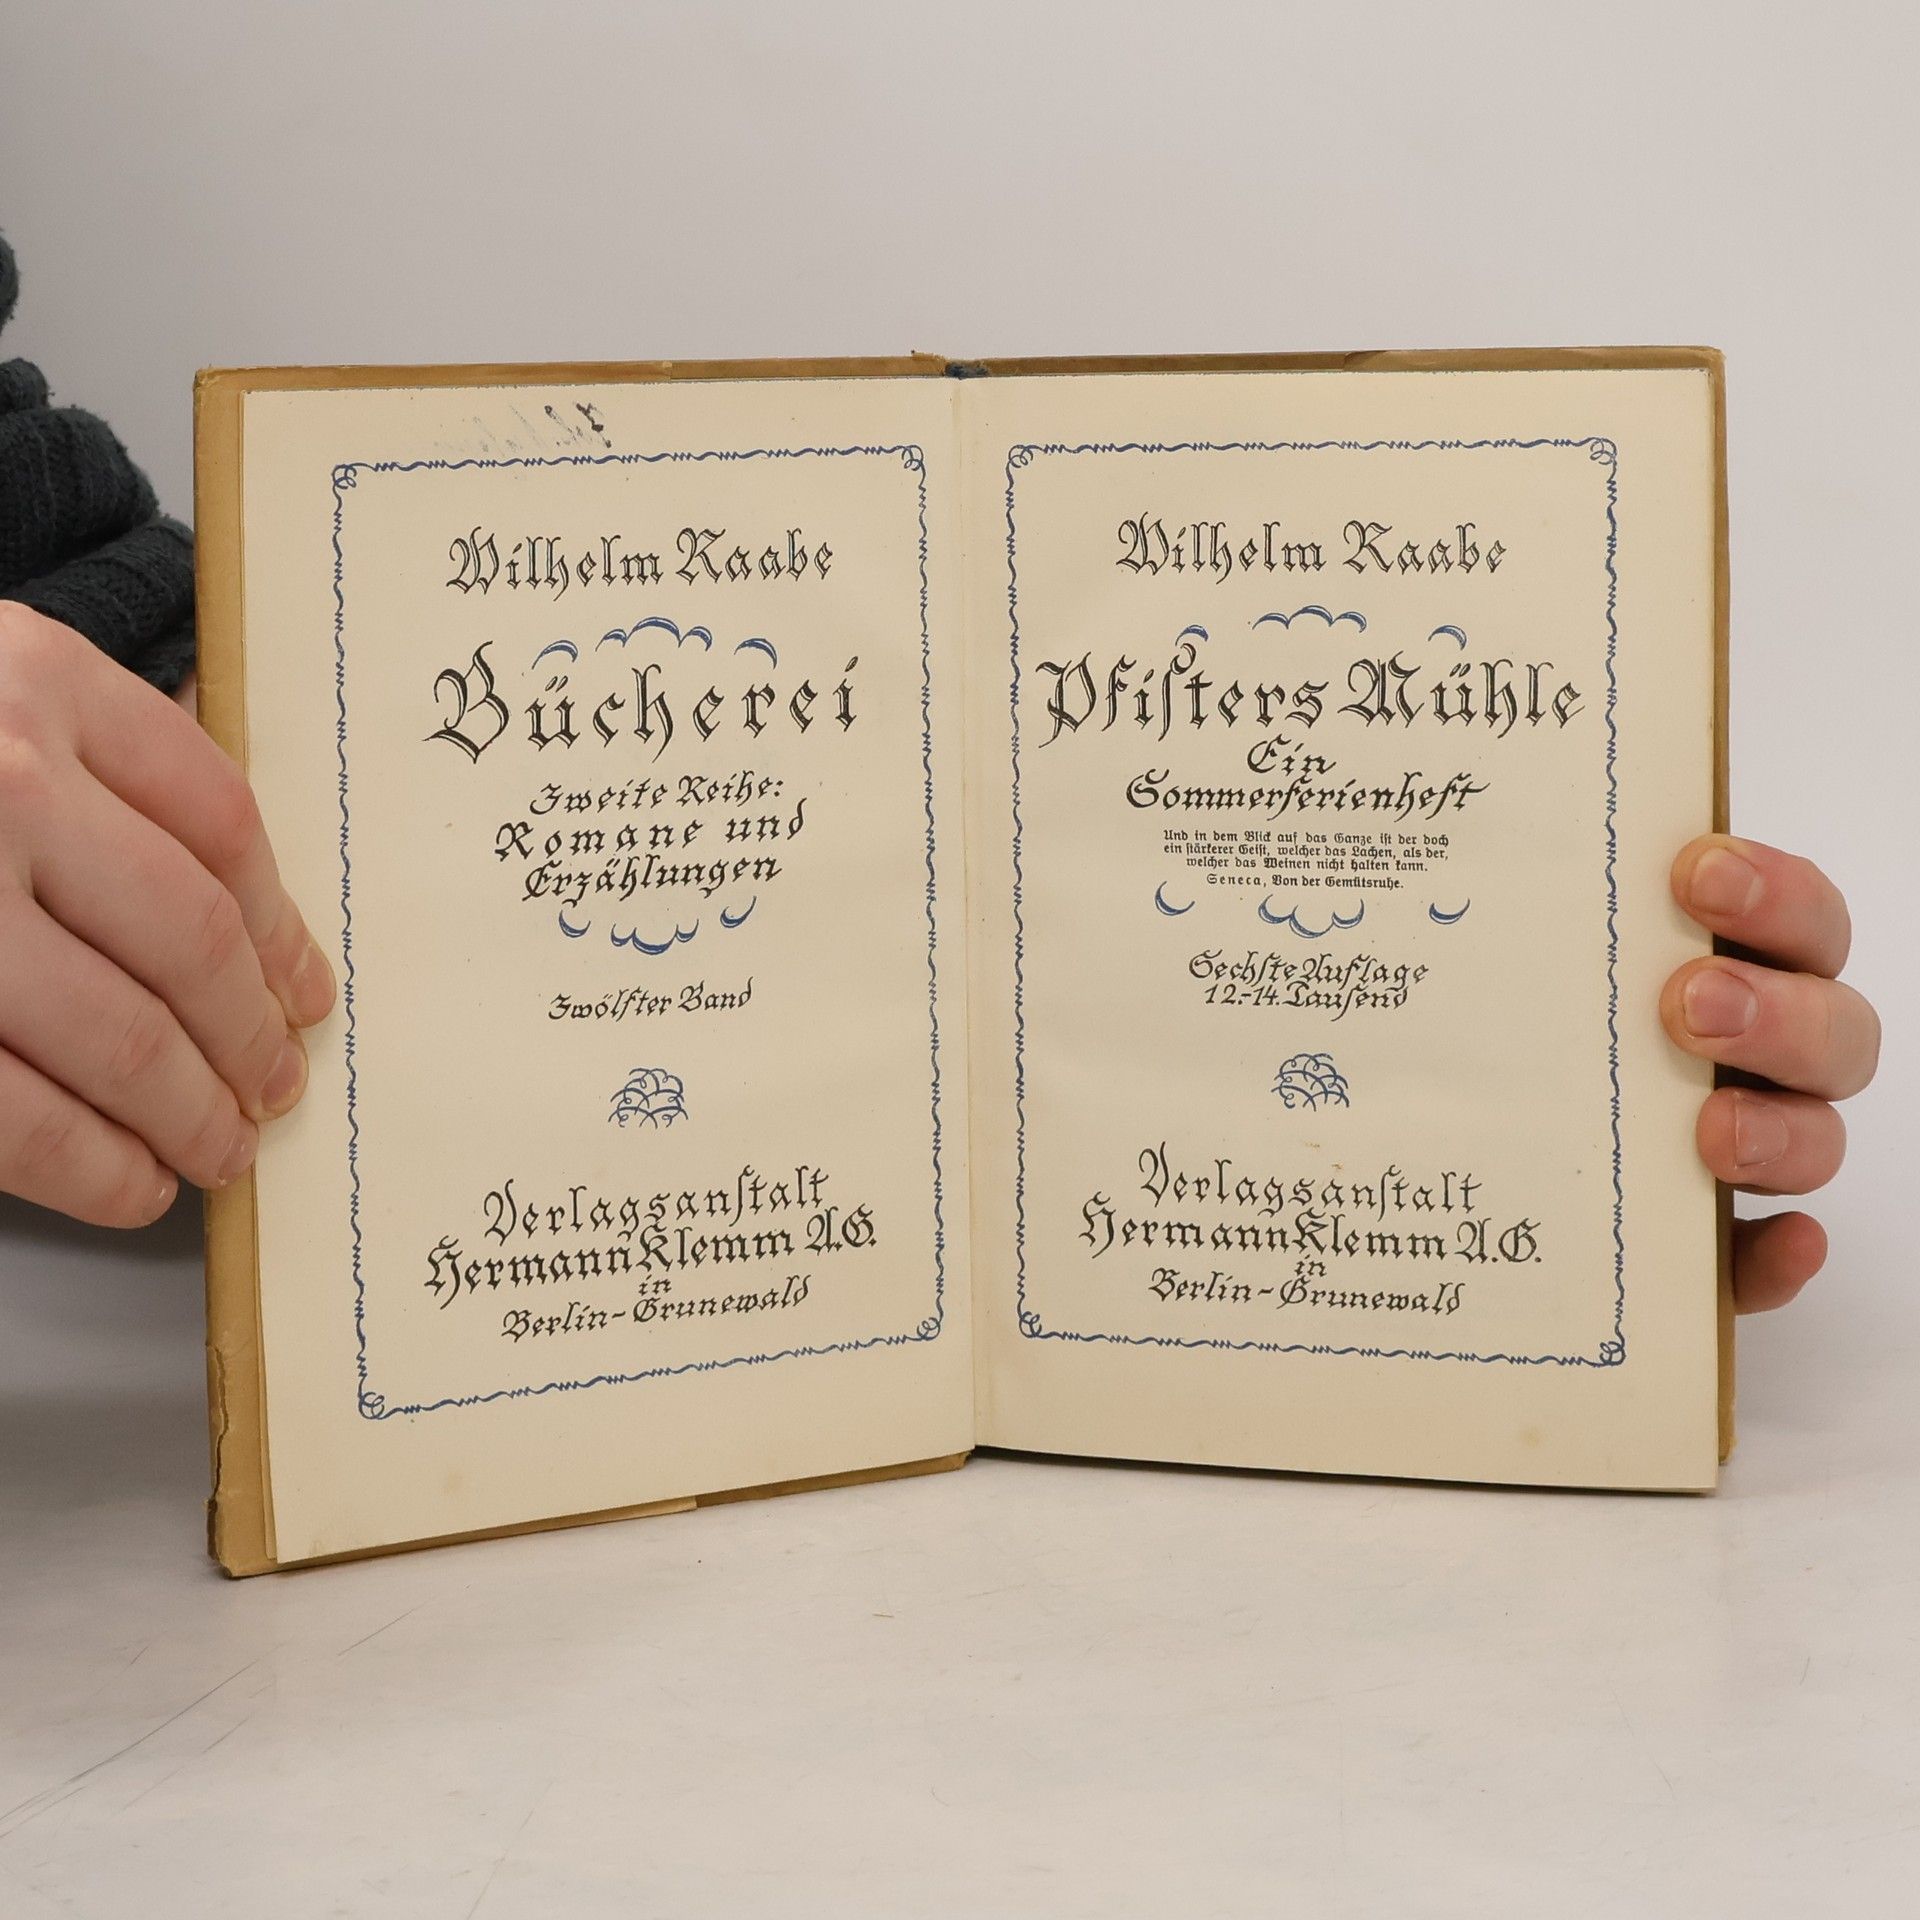 Wilhelm Raabe
Bücherei
Zweite Reihe:
Romane und
Erzählungen
Zwölfter Band
Verlagsanstalt
Hermann Klemm A.G.
in
Berlin-Grunewald
Wilhelm Raabe
Pfisters Mühle
Ein
Sommerferienheft
Und in dem Blick auf das Ganze ist der doch
ein stärkerer Geist, welcher das Lachen, als der,
welcher das Weinen nicht halten kann.
Seneca, Von der Gemütsruhe.
Sechste Auflage
12.-14. Tausend
Verlagsanstalt
Hermann Klemm A.G.
in
Berlin-Grunewald